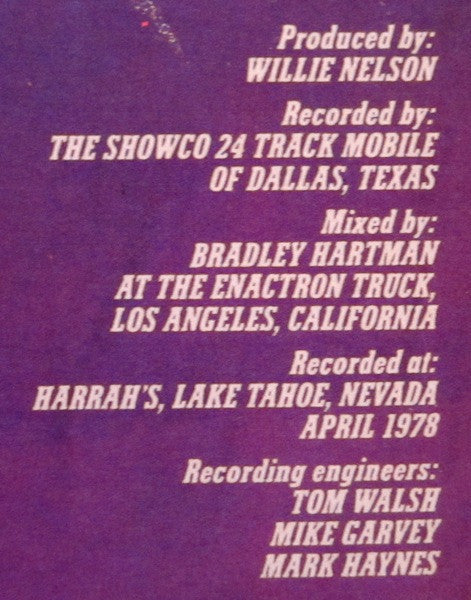 Produced by:
WILLIE NELSON
Recorded by:
THE SHOWCO 24 TRACK MOBILE
OF DALLAS, TEXAS
Mixed by:
BRADLEY HARTMAN
AT THE ENACTRON TRUCK,
LOS ANGELES, CALIFORNIA
Recorded at:
HARRAH'S, LAKE TAHOE, NEVADA
APRIL 1978
Recording engineers:
TOM WALSH
MIKE GARVEY
MARK HAYNES